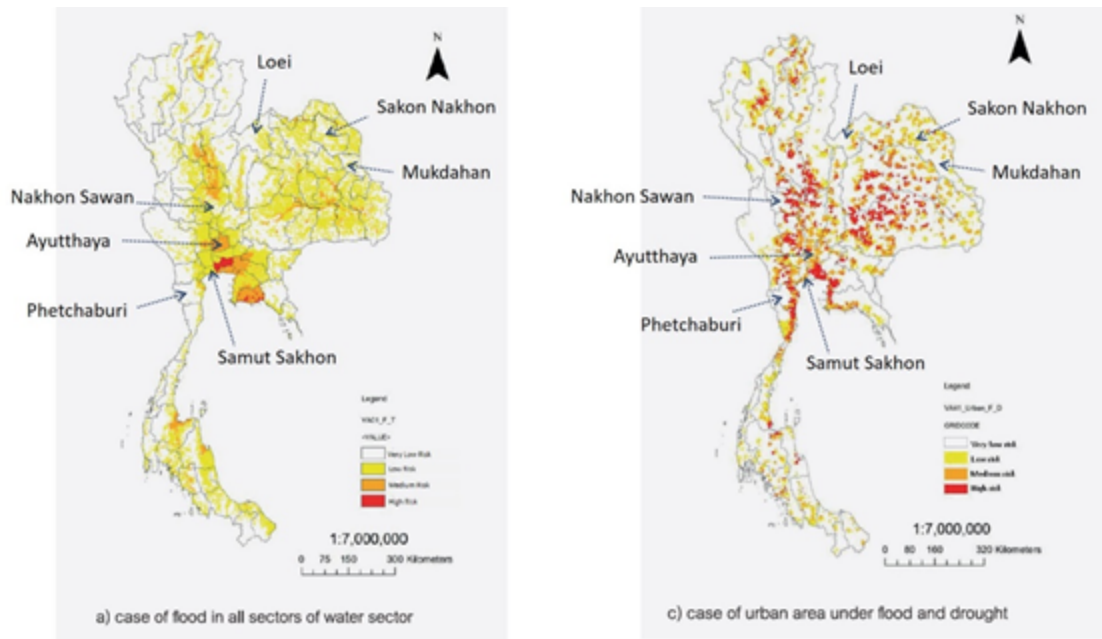 N
Loei
Sakon Nakhon
Mukdahan
Nakhon Sawan
Ayutthaya
Phetchaburi
Samut Sakhon
Legend
<VALUE>
Very Low Risk
Low Risk
Medium Risk
High Risk
1:7,000,000
0 75 150 300 Kilometers
a) case of flood in all sectors of water sector
N
Loei
Sakon Nakhon
Mukdahan
Nakhon Sawan
Ayutthaya
Phetchaburi
Samut Sakhon
Legend
GRIDCODE
Very low risk
Low risk
Medium risk
High risk
1:7,000,000
0 80 160 320 Kilometers
c) case of urban area under flood and drought